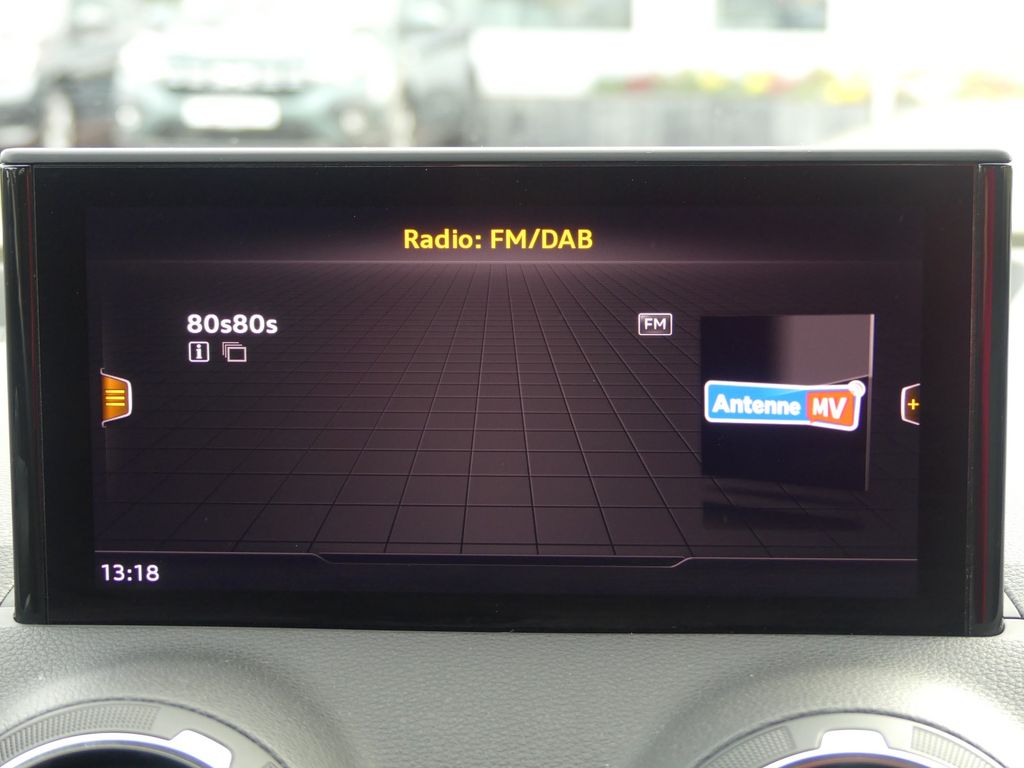 Radio: FM/DAB
80s80s
FM
i
Antenne MV
13:18